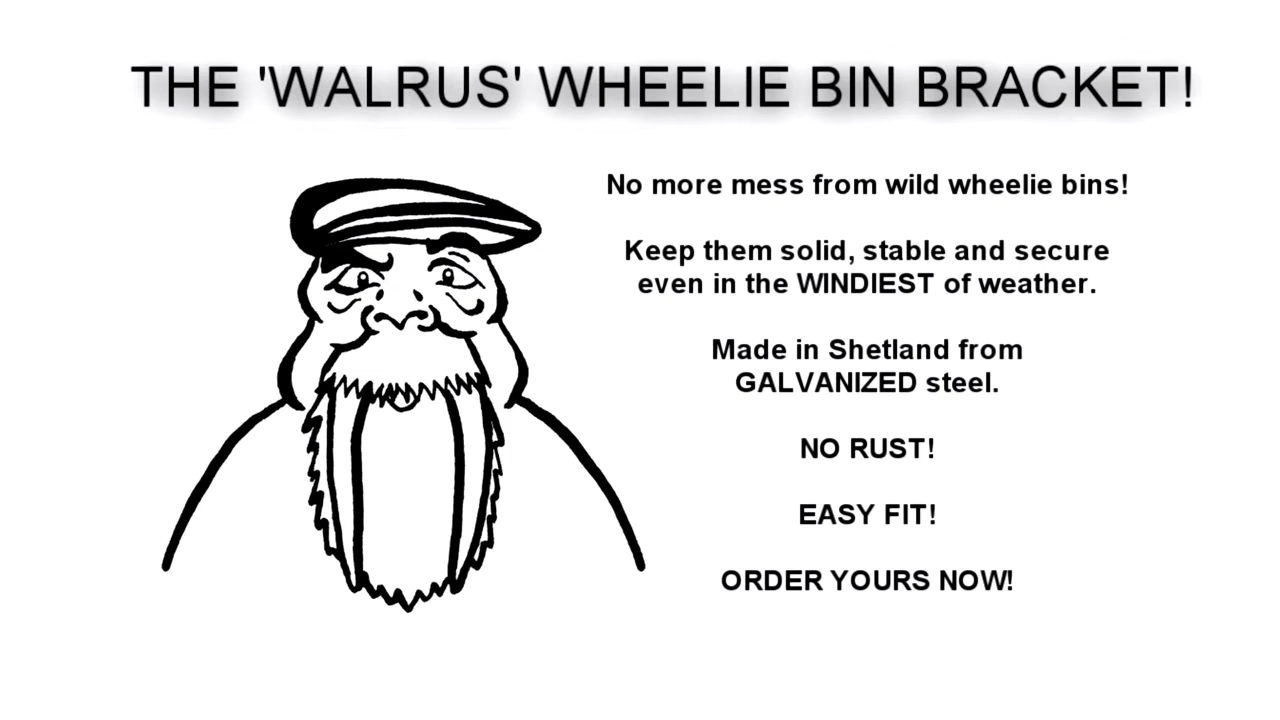 THE 'WALRUS' WHEELIE BIN BRACKET!
No more mess from wild wheelie bins!
Keep them solid, stable and secure
even in the WINDIEST of weather.
Made in Shetland from
GALVANIZED steel.
NO RUST!
EASY FIT!
ORDER YOURS NOW!